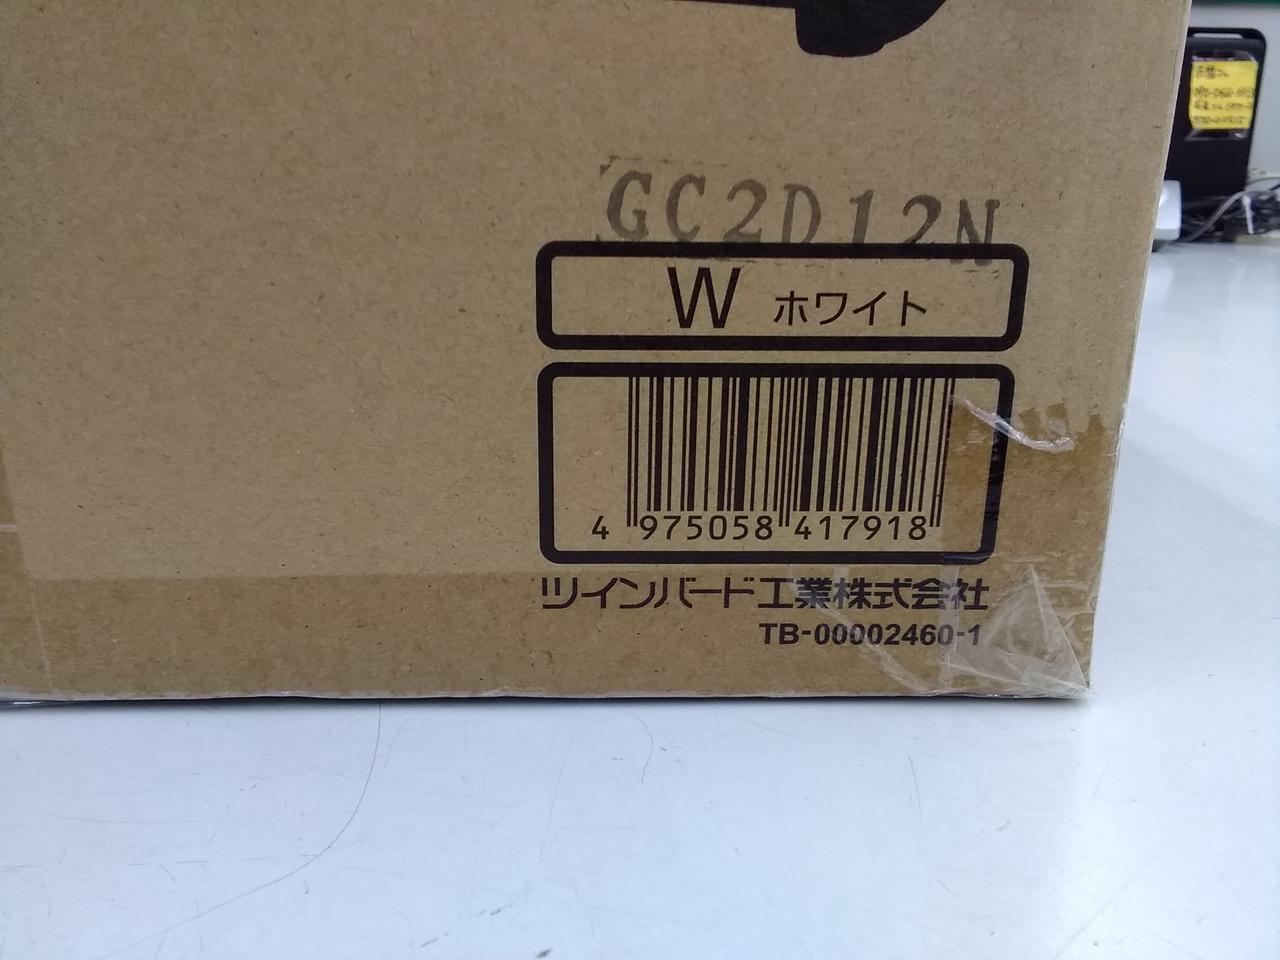 GC2D12N
W ホワイト
4 975058 417918
ツインバード工業株式会社
TB-00002460-1